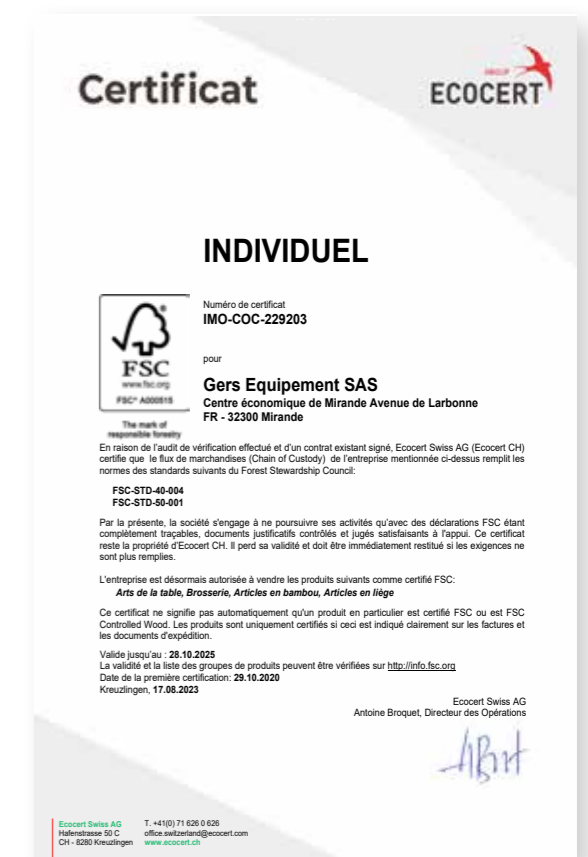 Certificat
GROUP
ECOCERT
INDIVIDUEL
FSC
www.fsc.org
FSC® A000515
The mark of
responsible forestry
Numéro de certificat
IMO-COC-229203
pour
Gers Equipement SAS
Centre économique de Mirande Avenue de Larbonne
FR - 32300 Mirande
En raison de l'audit de vérification effectué et d'un contrat existant signé, Ecocert Swiss AG (Ecocert CH)
certifie que le flux de marchandises (Chain of Custody) de l'entreprise mentionnée ci-dessus remplit les
normes des standards suivants du Forest Stewardship Council:
FSC-STD-40-004
FSC-STD-50-001
Par la présente, la société s'engage à ne poursuivre ses activités qu'avec des déclarations FSC étant
complètement traçables, documents justificatifs contrôlés et jugés satisfaisants à l'appui. Ce certificat
reste la propriété d'Ecocert CH. Il perd sa validité et doit être immédiatement restitué si les exigences ne
sont plus remplies.
L'entreprise est désormais autorisée à vendre les produits suivants comme certifié FSC:
Arts de la table, Brosserie, Articles en bambou, Articles en liège
Ce certificat ne signifie pas automatiquement qu'un produit en particulier est certifié FSC ou est FSC
Controlled Wood. Les produits sont uniquement certifiés si ceci est indiqué clairement sur les factures et
les documents d'expédition.
Valide jusqu'au : 28.10.2025
La validité et la liste des groupes de produits peuvent être vérifiées sur http://info.fsc.org
Date de la première certification: 29.10.2020
Kreuzlingen, 17.08.2023
Ecocert Swiss AG
Antoine Broquet, Directeur des Opérations
Ecocert Swiss AG
Hafenstrasse 50 C
CH - 8280 Kreuzlingen
T. +41(0) 71 626 0 626
office.switzerland@ecocert.com
www.ecocert.ch